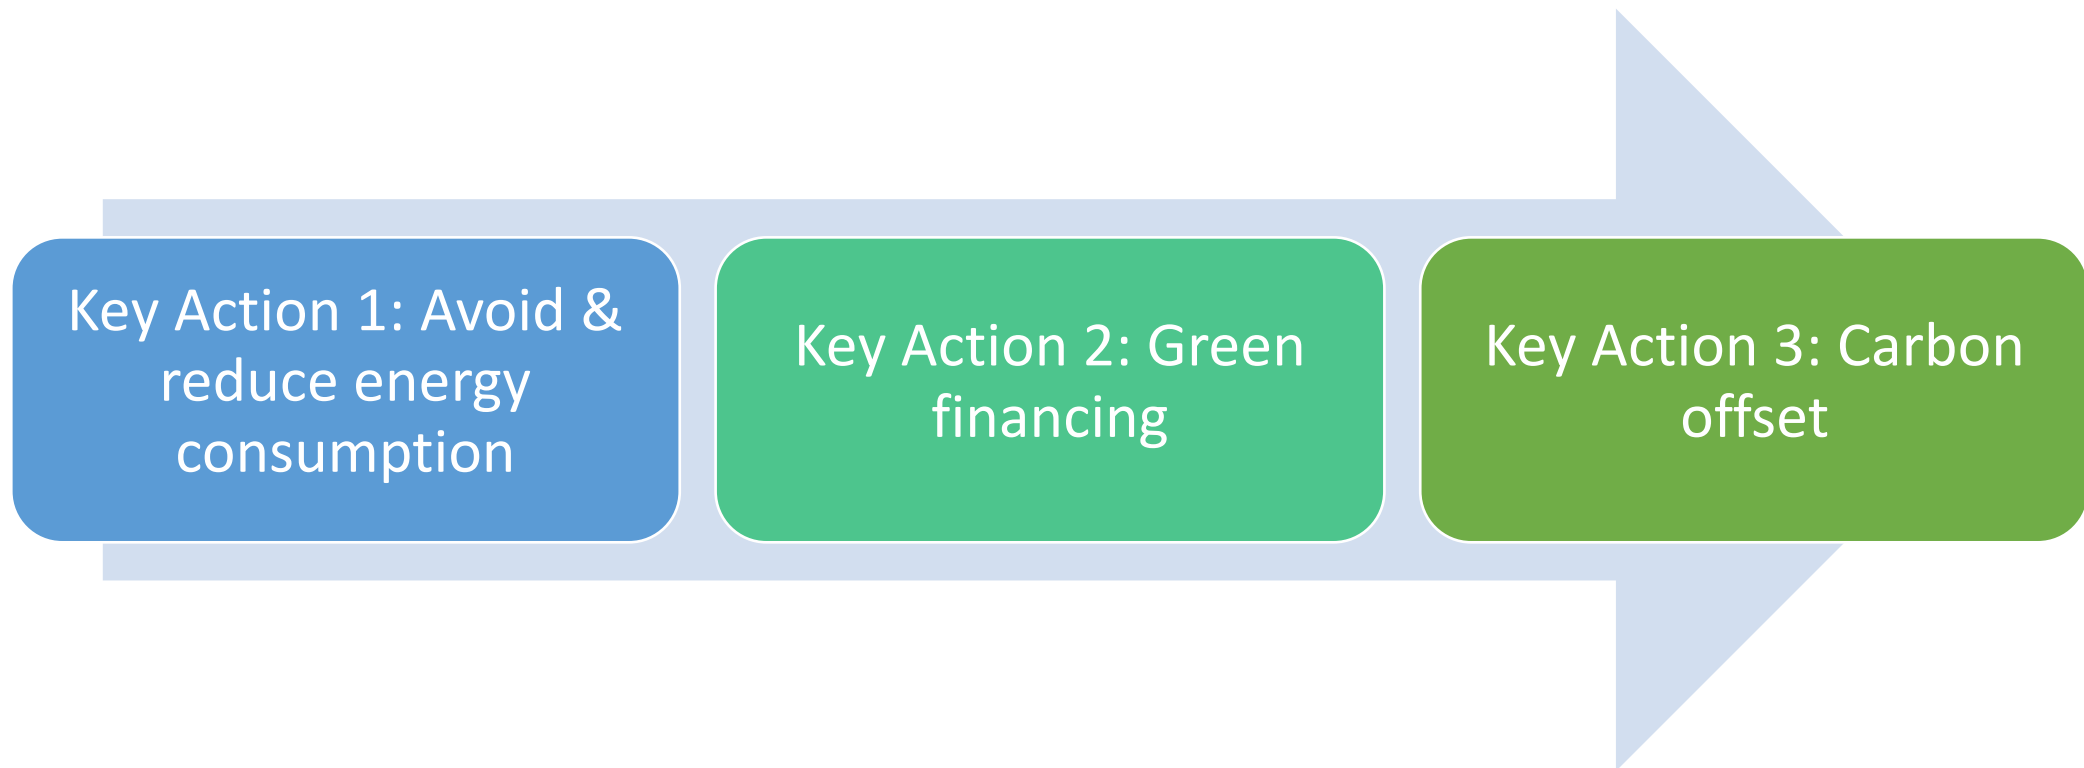 Key Action 1: Avoid &
reduce energy
consumption
Key Action 2: Green
financing
Key Action 3: Carbon
offset